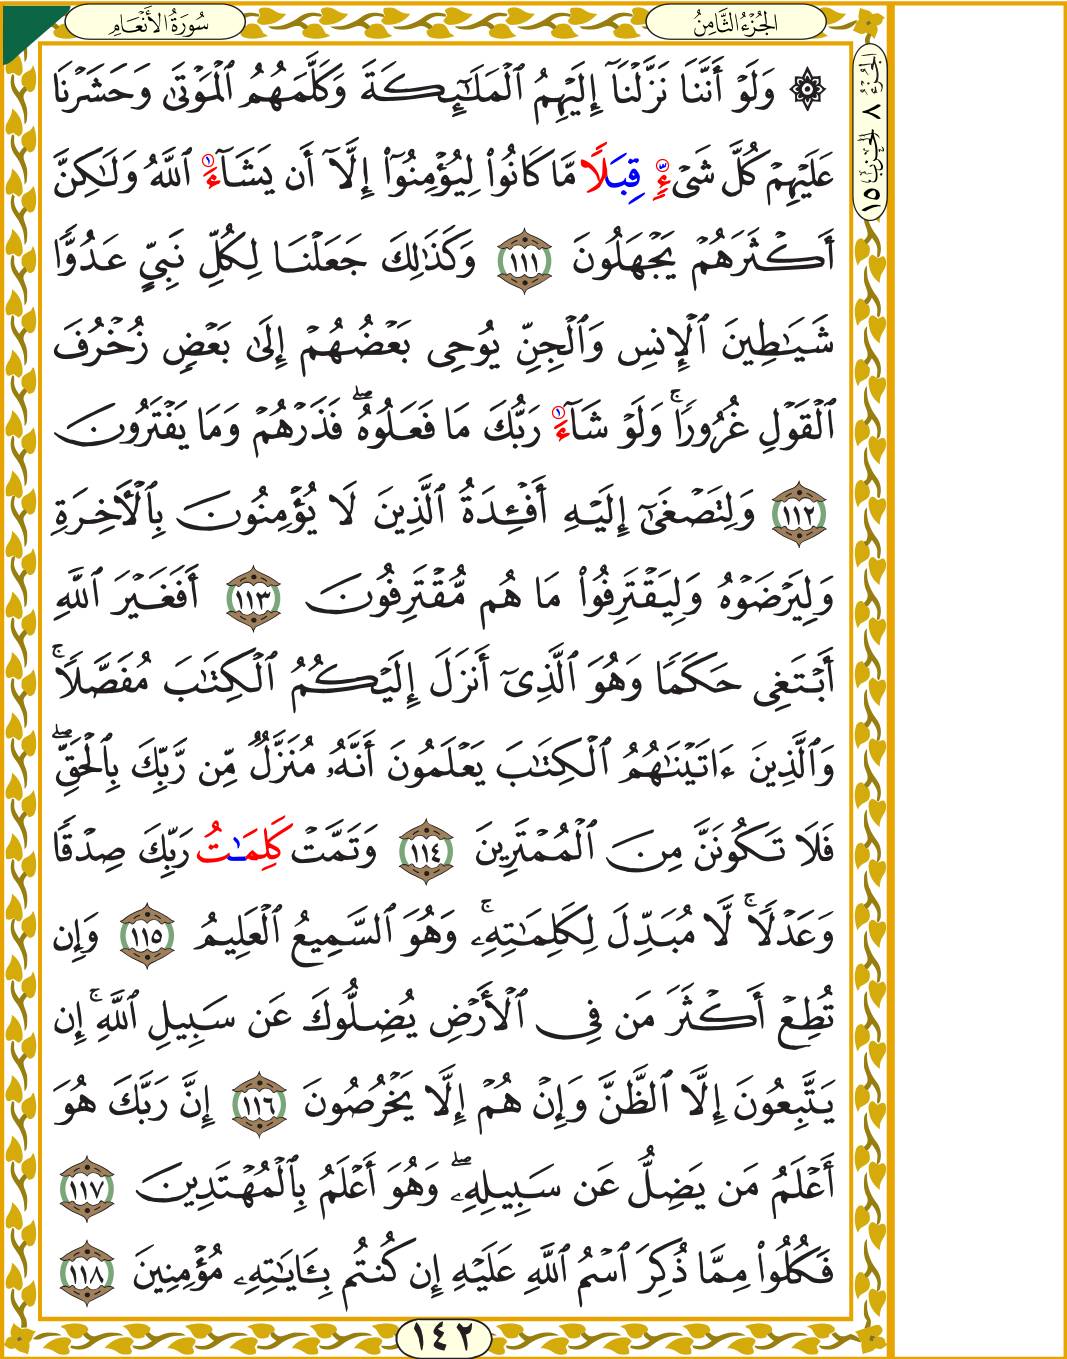 سُورَةُ الأَنْعَامِ
الجُزْءُ الثَّامِنُ
الجزء ٨ الحزب ١٥
۞ وَلَوْ أَنَّنَا نَزَّلْنَآ إِلَيْهِمُ ٱلْمَلَٰٓئِكَةَ وَكَلَّمَهُمُ ٱلْمَوْتَىٰ وَحَشَرْنَا
عَلَيْهِمْ كُلَّ شَىْءٍ قِبَلًا مَّا كَانُوا۟ لِيُؤْمِنُوٓا۟ إِلَّآ أَن يَشَآءَ ٱللَّهُ وَلَٰكِنَّ
أَكْثَرَهُمْ يَجْهَلُونَ ١١١ وَكَذَٰلِكَ جَعَلْنَا لِكُلِّ نَبِىٍّ عَدُوًّا
شَيَٰطِينَ ٱلْإِنسِ وَٱلْجِنِّ يُوحِى بَعْضُهُمْ إِلَىٰ بَعْضٍ زُخْرُفَ
ٱلْقَوْلِ غُرُورًا ۚ وَلَوْ شَآءَ رَبُّكَ مَا فَعَلُوهُ ۖ فَذَرْهُمْ وَمَا يَفْتَرُونَ
١١٢ وَلِتَصْغَىٰٓ إِلَيْهِ أَفْـِٔدَةُ ٱلَّذِينَ لَا يُؤْمِنُونَ بِٱلْءَاخِرَةِ
وَلِيَرْضَوْهُ وَلِيَقْتَرِفُوا۟ مَا هُم مُّقْتَرِفُونَ ١١٣ أَفَغَيْرَ ٱللَّهِ
أَبْتَغِى حَكَمًا وَهُوَ ٱلَّذِىٓ أَنزَلَ إِلَيْكُمُ ٱلْكِتَٰبَ مُفَصَّلًا ۚ
وَٱلَّذِينَ ءَاتَيْنَٰهُمُ ٱلْكِتَٰبَ يَعْلَمُونَ أَنَّهُۥ مُنَزَّلٌ مِّن رَّبِّكَ بِٱلْحَقِّ ۖ
فَلَا تَكُونَنَّ مِنَ ٱلْمُمْتَرِينَ ١١٤ وَتَمَّتْ كَلِمَٰتُ رَبِّكَ صِدْقًا
وَعَدْلًا ۚ لَّا مُبَدِّلَ لِكَلِمَٰتِهِۦ ۚ وَهُوَ ٱلسَّمِيعُ ٱلْعَلِيمُ ١١٥ وَإِن
تُطِعْ أَكْثَرَ مَن فِى ٱلْأَرْضِ يُضِلُّوكَ عَن سَبِيلِ ٱللَّهِ ۚ إِن
يَتَّبِعُونَ إِلَّا ٱلظَّنَّ وَإِنْ هُمْ إِلَّا يَخْرُصُونَ ١١٦ إِنَّ رَبَّكَ هُوَ
أَعْلَمُ مَن يَضِلُّ عَن سَبِيلِهِۦ ۖ وَهُوَ أَعْلَمُ بِٱلْمُهْتَدِينَ ١١٧
فَكُلُوا۟ مِمَّا ذُكِرَ ٱسْمُ ٱللَّهِ عَلَيْهِ إِن كُنتُم بِـَٔايَٰتِهِۦ مُؤْمِنِينَ ١١٨
١٤٢